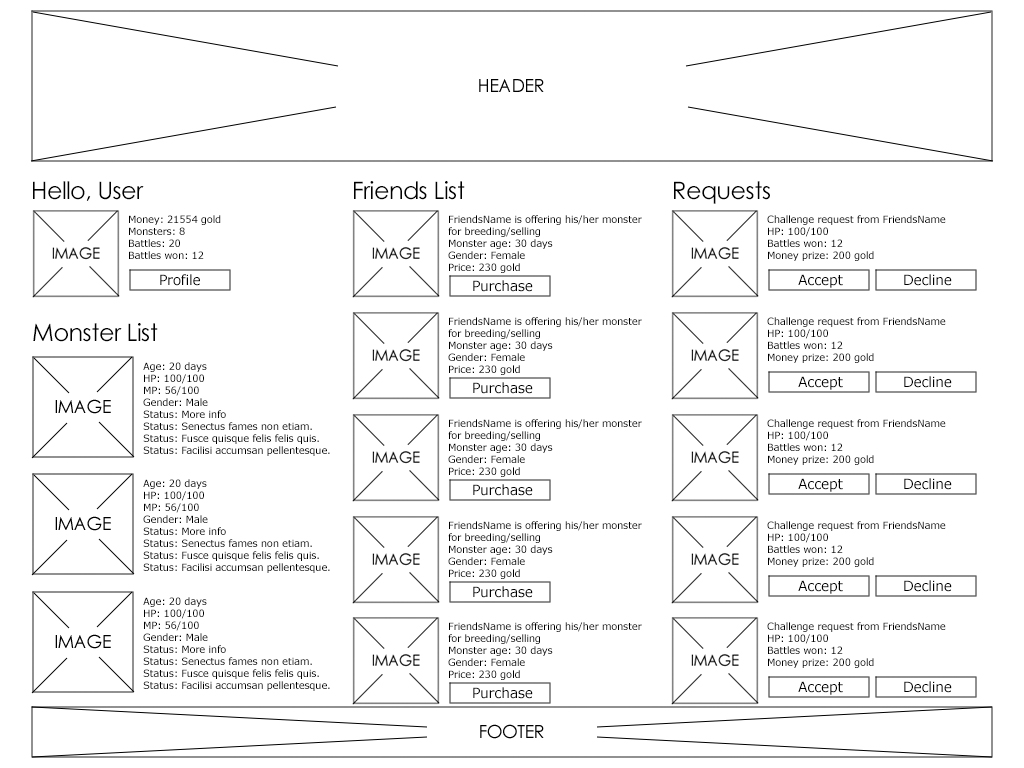 HEADER
Hello, User
IMAGE
Money: 21554 gold
Monsters: 8
Battles: 20
Battles won: 12
Profile
Monster List
IMAGE
Age: 20 days
HP: 100/100
MP: 56/100
Gender: Male
Status: More info
Status: Senectus fames non etiam.
Status: Fusce quisque felis felis quis.
Status: Facilisi accumsan pellentesque.
IMAGE
Age: 20 days
HP: 100/100
MP: 56/100
Gender: Male
Status: More info
Status: Senectus fames non etiam.
Status: Fusce quisque felis felis quis.
Status: Facilisi accumsan pellentesque.
IMAGE
Age: 20 days
HP: 100/100
MP: 56/100
Gender: Male
Status: More info
Status: Senectus fames non etiam.
Status: Fusce quisque felis felis quis.
Status: Facilisi accumsan pellentesque.
Friends List
IMAGE
FriendsName is offering his/her monster
for breeding/selling
Monster age: 30 days
Gender: Female
Price: 230 gold
Purchase
IMAGE
FriendsName is offering his/her monster
for breeding/selling
Monster age: 30 days
Gender: Female
Price: 230 gold
Purchase
IMAGE
FriendsName is offering his/her monster
for breeding/selling
Monster age: 30 days
Gender: Female
Price: 230 gold
Purchase
IMAGE
FriendsName is offering his/her monster
for breeding/selling
Monster age: 30 days
Gender: Female
Price: 230 gold
Purchase
IMAGE
FriendsName is offering his/her monster
for breeding/selling
Monster age: 30 days
Gender: Female
Price: 230 gold
Purchase
Requests
IMAGE
Challenge request from FriendsName
HP: 100/100
Battles won: 12
Money prize: 200 gold
Accept
Decline
IMAGE
Challenge request from FriendsName
HP: 100/100
Battles won: 12
Money prize: 200 gold
Accept
Decline
IMAGE
Challenge request from FriendsName
HP: 100/100
Battles won: 12
Money prize: 200 gold
Accept
Decline
IMAGE
Challenge request from FriendsName
HP: 100/100
Battles won: 12
Money prize: 200 gold
Accept
Decline
IMAGE
Challenge request from FriendsName
HP: 100/100
Battles won: 12
Money prize: 200 gold
Accept
Decline
FOOTER